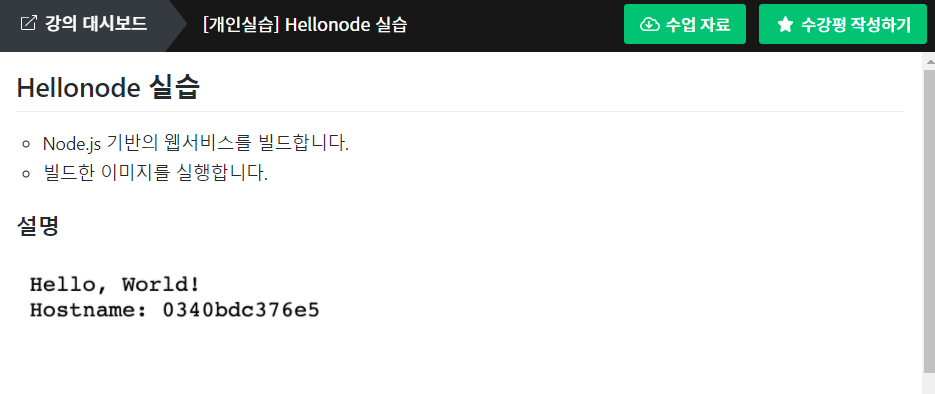 강의 대시보드
[개인실습] Hellonode 실습
수업 자료
수강평 작성하기
Hellonode 실습
Node.js 기반의 웹서비스를 빌드합니다.
빌드한 이미지를 실행합니다.
설명
Hello, World!
Hostname: 0340bdc376e5